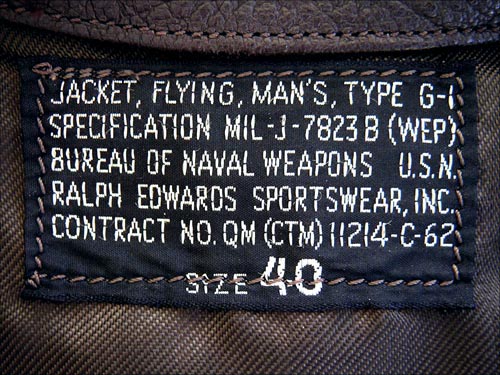 JACKET, FLYING, MAN'S, TYPE G-1
SPECIFICATION MIL-J-7823B (WEP)
BUREAU OF NAVAL WEAPONS U.S.N.
RALPH EDWARDS SPORTSWEAR, INC.
CONTRACT NO. QM (CTM) 11214-C-62
SIZE 40